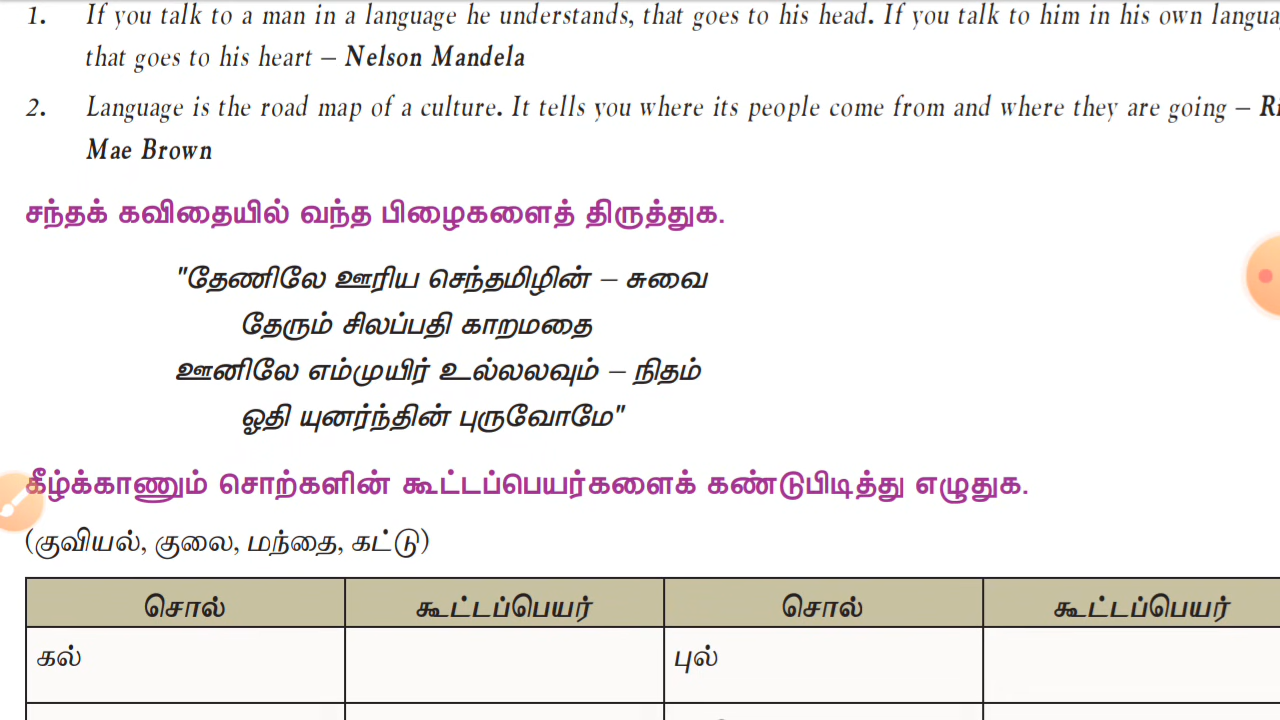 1. If you talk to a man in a language he understands, that goes to his head. If you talk to him in his own
that goes to his heart – Nelson Mandela
2. Language is the road map of a culture. It tells you where its people come from and where they are going –
Mae Brown
சந்தக் கவிதையில் வந்த பிழைகளைத் திருத்துக.
"தேணிலே ஊரிய செந்தமிழின் – சுவை
தேரும் சிலப்பதி காறமதை
ஊனிலே எம்முயிர் உல்லலவும் – நிதம்
ஓதி யுனர்ந்தின் புருவோமே"
கீழ்க்காணும் சொற்களின் கூட்டப்பெயர்களைக் கண்டுபிடித்து எழுதுக.
(குவியல், குலை, மந்தை, கட்டு)
சொல் கூட்டப்பெயர் சொல் கூட்டப்பெயர்
கல் புல்